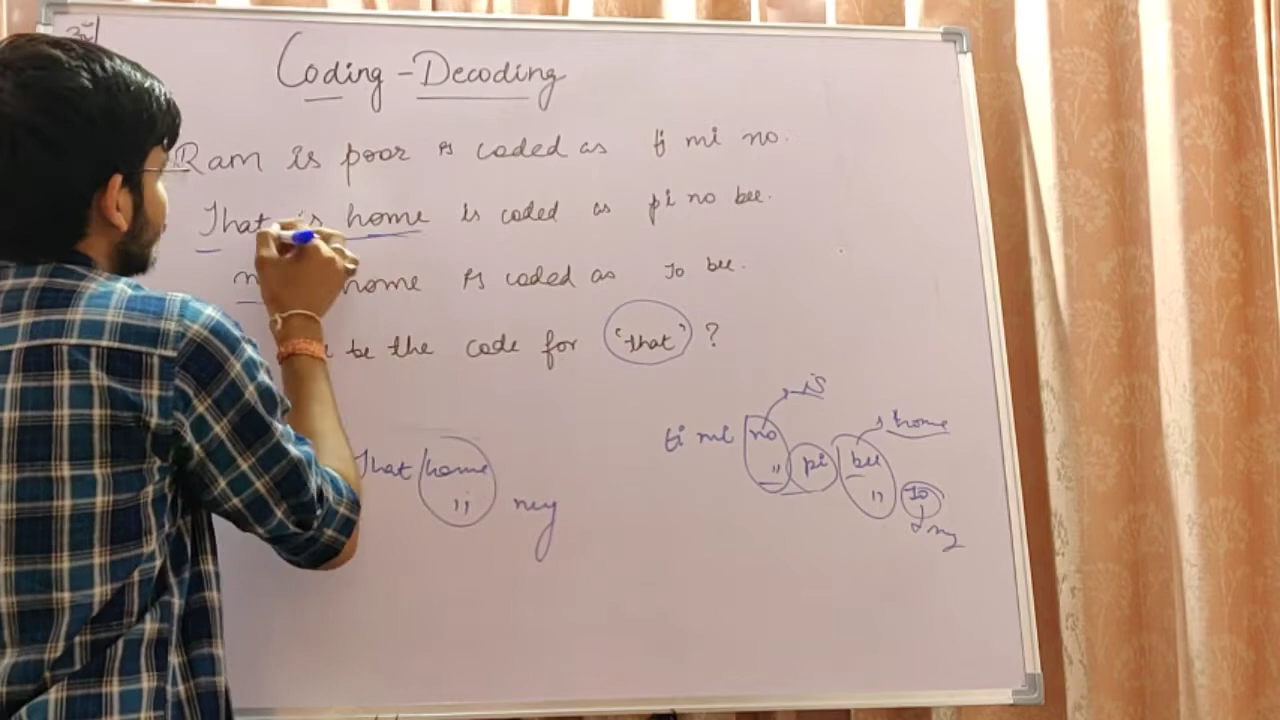 Coding-Decoding
Ram is poor is coded as ti mi no.
That is home is coded as pi no bee.
home is coded as Jo bee.
be the code for 'that' ?
is
ti mi no
home
That home
,, pi bee
,, my
,, Jo
my